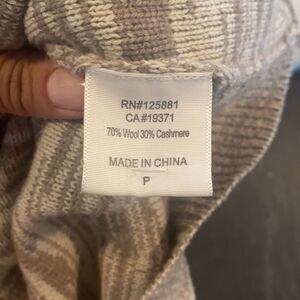 RN#125881
CA#19371
70% Wool 30% Cashmere
MADE IN CHINA
P